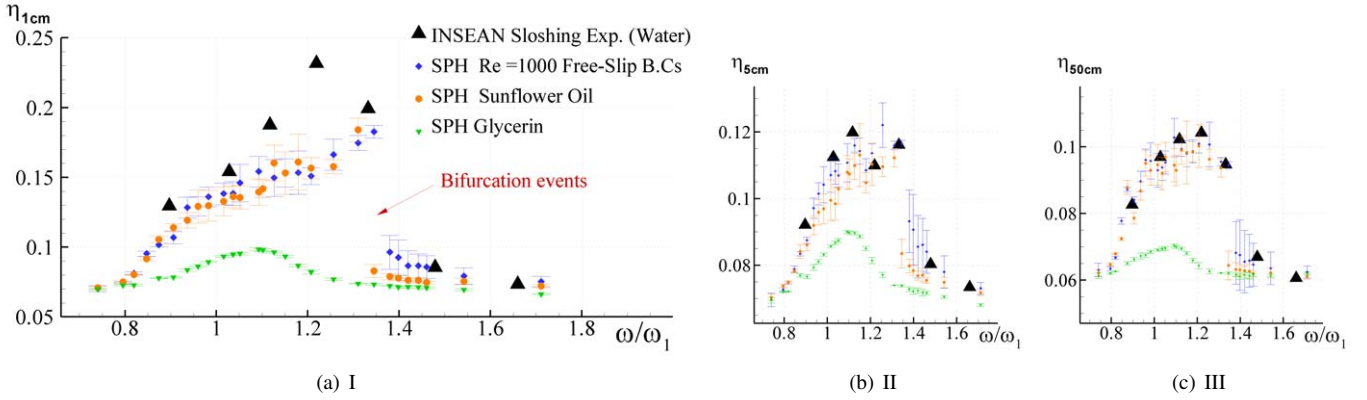 η1cm
0.25
0.2
0.15
0.1
0.05
0.8
1
1.2
1.4
1.6
1.8
ω/ω1
INSEAN Sloshing Exp. (Water)
SPH Re =1000 Free-Slip B.Cs
SPH Sunflower Oil
SPH Glycerin
Bifurcation events
(a) I
η5cm
0.12
0.1
0.08
0.8
1
1.2
1.4
1.6
ω/ω1
(b) II
η50cm
0.1
0.08
0.06
0.8
1
1.2
1.4
1.6
ω/ω1
(c) III